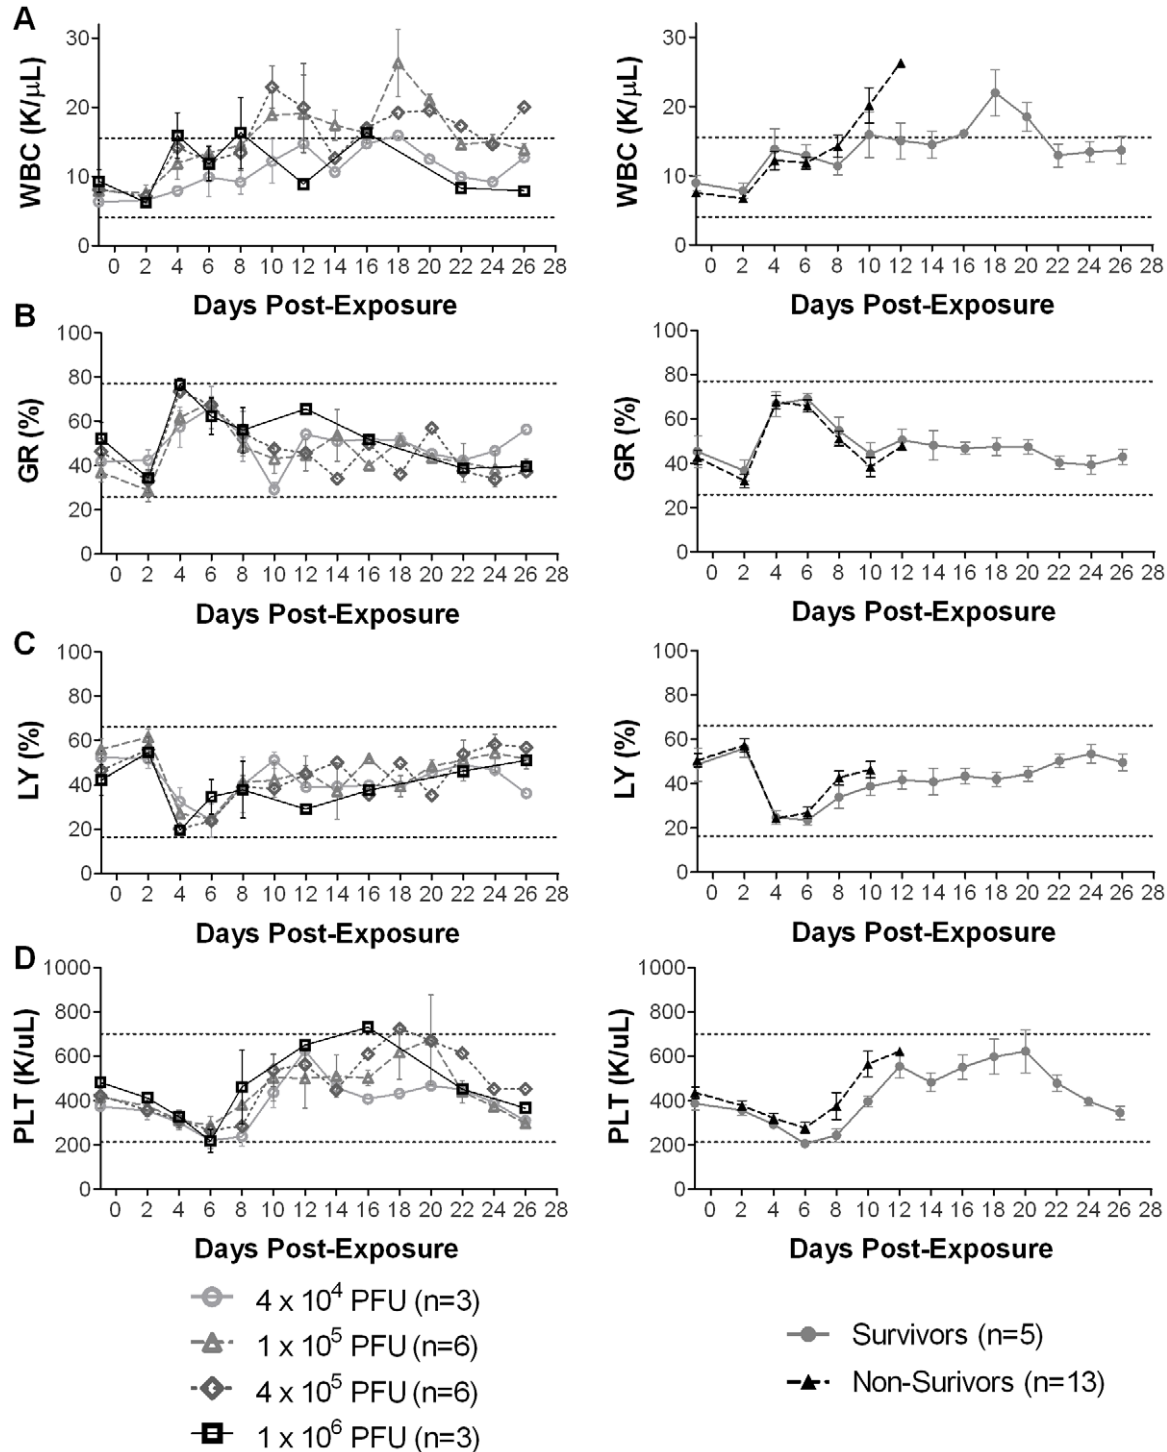 A
WBC (K/μL)
30
20
10
0
0 2 4 6 8 10 12 14 16 18 20 22 24 26 28
Days Post-Exposure
WBC (K/μL)
30
20
10
0
0 2 4 6 8 10 12 14 16 18 20 22 24 26 28
Days Post-Exposure
B
GR (%)
100
80
60
40
20
0
0 2 4 6 8 10 12 14 16 18 20 22 24 26 28
Days Post-Exposure
GR (%)
100
80
60
40
20
0
0 2 4 6 8 10 12 14 16 18 20 22 24 26 28
Days Post-Exposure
C
LY (%)
100
80
60
40
20
0
0 2 4 6 8 10 12 14 16 18 20 22 24 26 28
Days Post-Exposure
LY (%)
100
80
60
40
20
0
0 2 4 6 8 10 12 14 16 18 20 22 24 26 28
Days Post-Exposure
D
PLT (K/uL)
1000
800
600
400
200
0
0 2 4 6 8 10 12 14 16 18 20 22 24 26 28
Days Post-Exposure
PLT (K/uL)
1000
800
600
400
200
0
0 2 4 6 8 10 12 14 16 18 20 22 24 26 28
Days Post-Exposure
4 x 10⁴ PFU (n=3)
1 x 10⁵ PFU (n=6)
4 x 10⁵ PFU (n=6)
1 x 10⁶ PFU (n=3)
Survivors (n=5)
Non-Surivors (n=13)